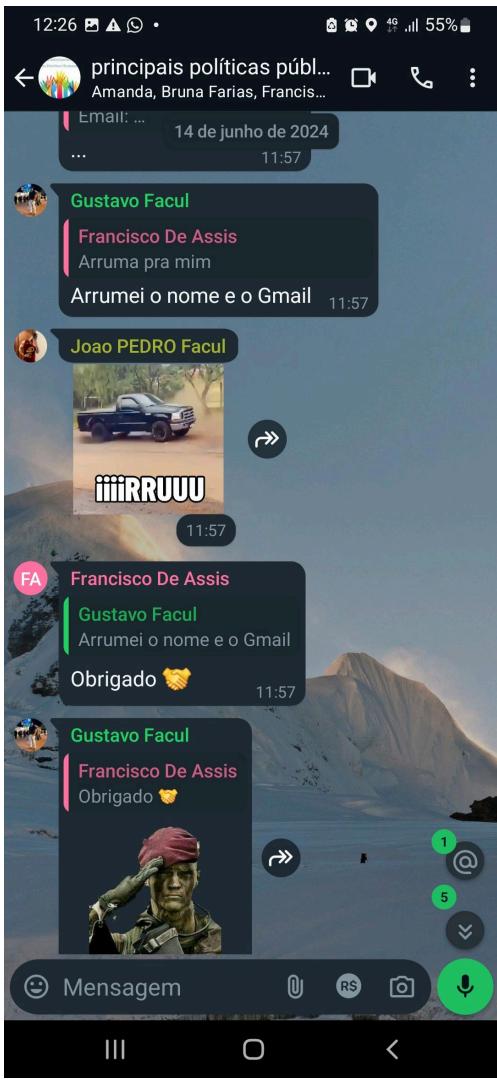 12:26
4G
55%
principais políticas públ...
Amanda, Bruna Farias, Francis...
Email: ...
14 de junho de 2024
...
11:57
Gustavo Facul
Francisco De Assis
Arruma pra mim
Arrumei o nome e o Gmail
11:57
Joao PEDRO Facul
iiiiRRUUU
11:57
FA
Francisco De Assis
Gustavo Facul
Arrumei o nome e o Gmail
Obrigado 🤝
11:57
Gustavo Facul
Francisco De Assis
Obrigado 🤝
1
@
5
Mensagem
R$